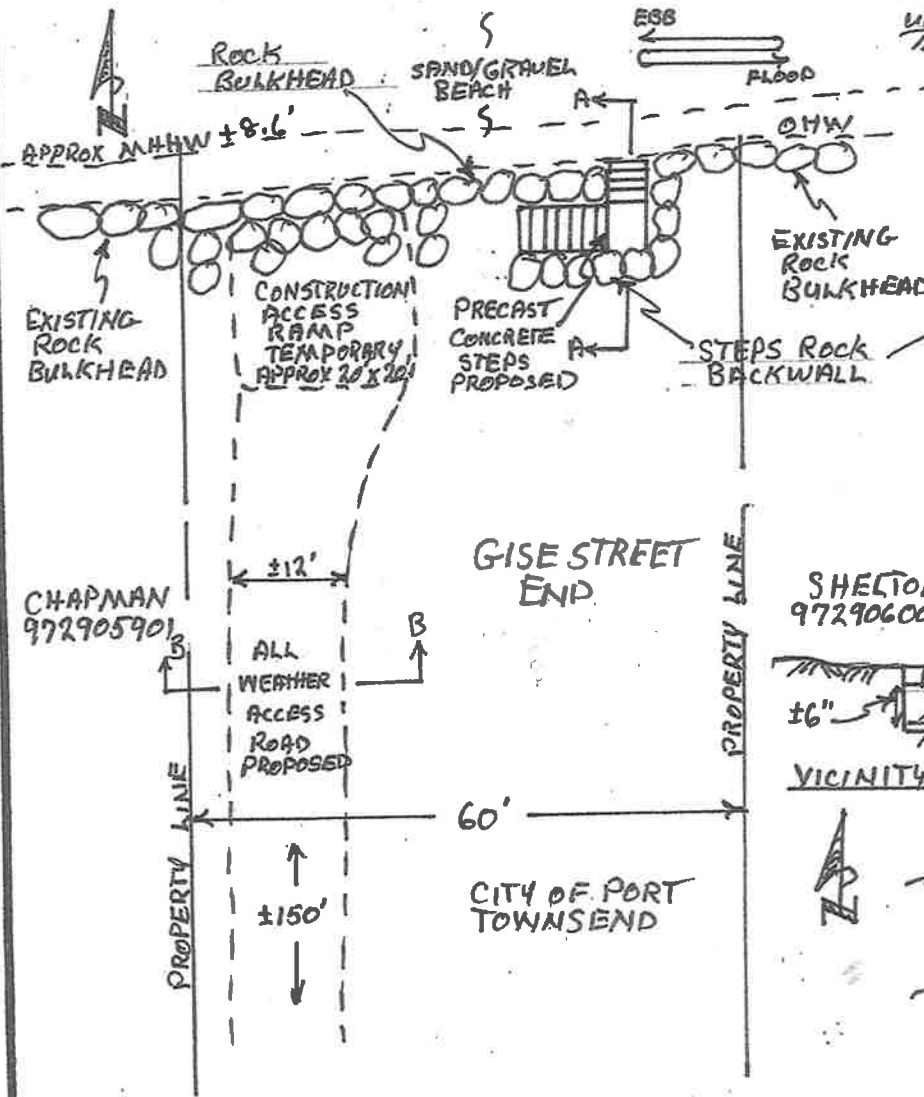 EBB
FLOOD
ROCK
BULKHEAD
SAND/GRAVEL
BEACH
A
N
APPROX MHHW ±8.6'
OHW
EXISTING
ROCK
BULKHEAD
CONSTRUCTION
ACCESS
RAMP
TEMPORARY,
APPROX 20'X20'
PRECAST
CONCRETE
STEPS
PROPOSED
A
STEPS ROCK
BACKWALL
EXISTING
ROCK
BULKHEAD
GISE STREET
END
±12'
CHAPMAN
972905901
B
B
ALL
WEATHER
ACCESS
ROAD
PROPOSED
PROPERTY LINE
SHELTON
9729060
±6"
VICINITY
N
PROPERTY LINE
60'
±150'
CITY OF PORT
TOWNSEND